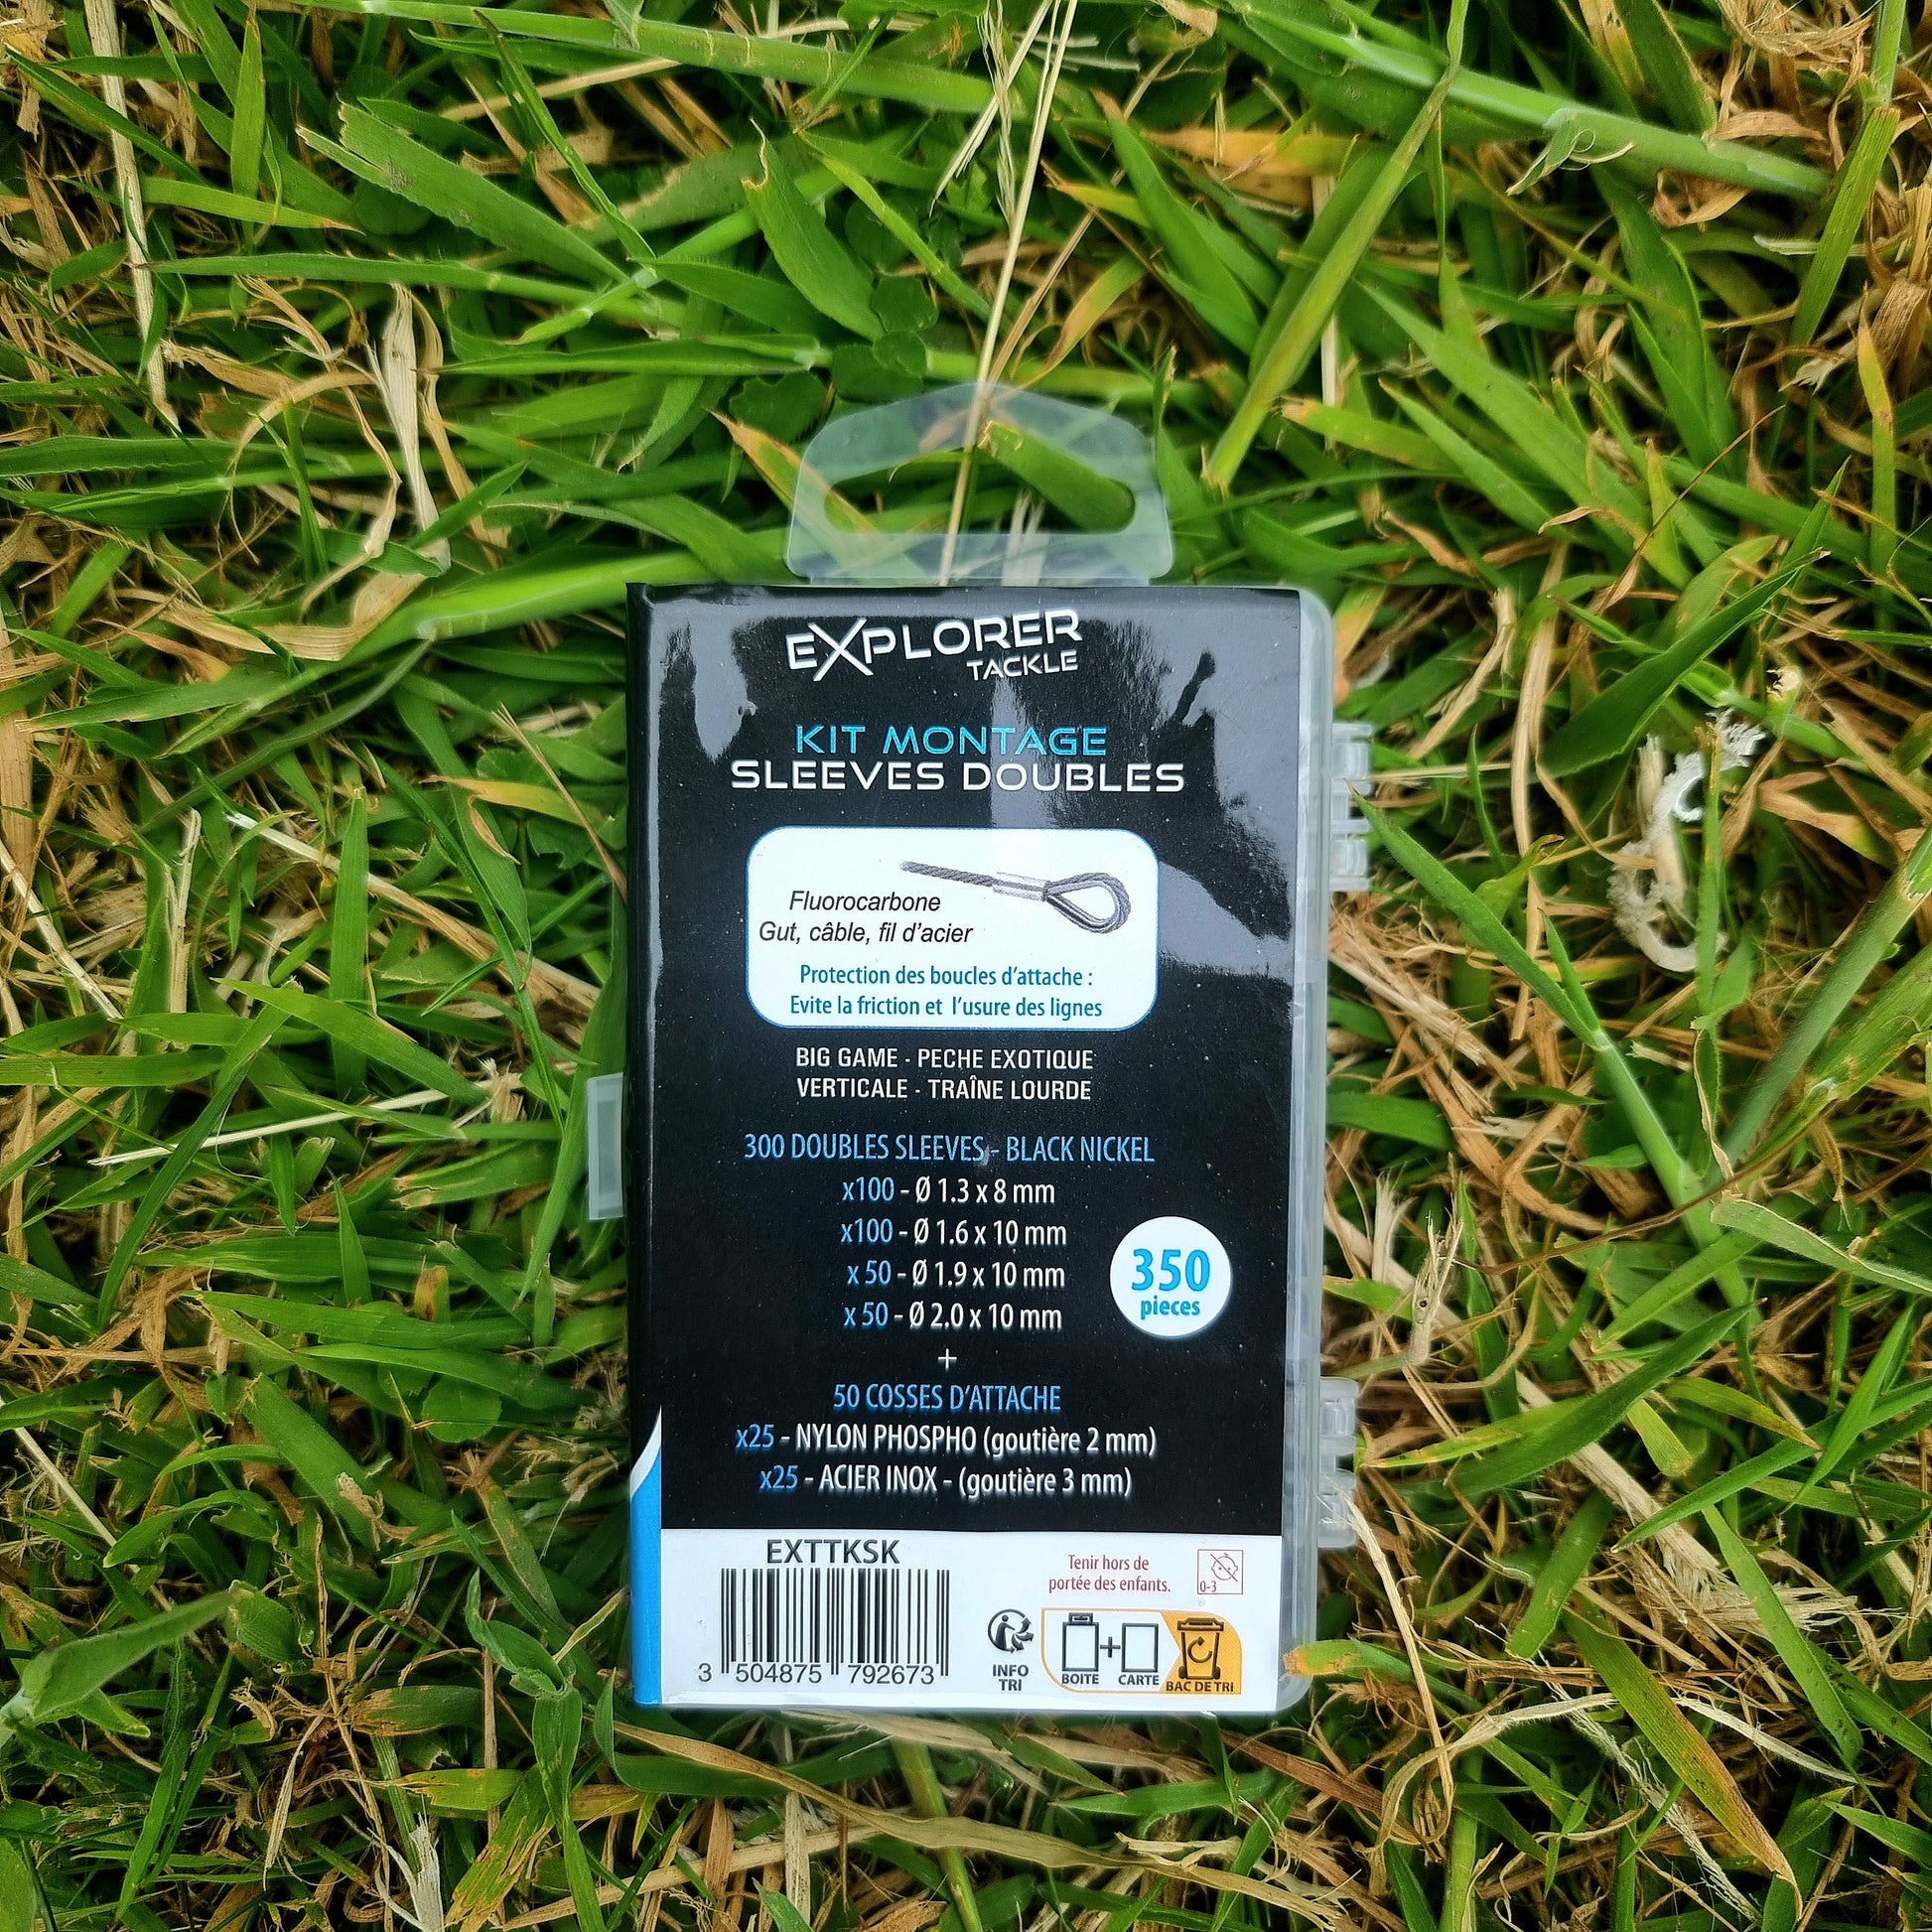 EXPLORER
TACKLE
KIT MONTAGE
SLEEVES DOUBLES
Fluorocarbone
Gut, câble, fil d'acier
Protection des boucles d'attache :
Evite la friction et l'usure des lignes
BIG GAME - PECHE EXOTIQUE
VERTICALE - TRAÎNE LOURDE
300 DOUBLES SLEEVES - BLACK NICKEL
x100 - Ø 1.3 x 8 mm
x100 - Ø 1.6 x 10 mm
x 50 - Ø 1.9 x 10 mm
x 50 - Ø 2.0 x 10 mm
350
pieces
+
50 COSSES D'ATTACHE
x25 - NYLON PHOSPHO (goutière 2 mm)
x25 - ACIER INOX - (goutière 3 mm)
EXTTKSK
3 504875 792673
Tenir hors de
portée des enfants.
0-3
INFO
TRI
BOITE + CARTE
BAC DE TRI